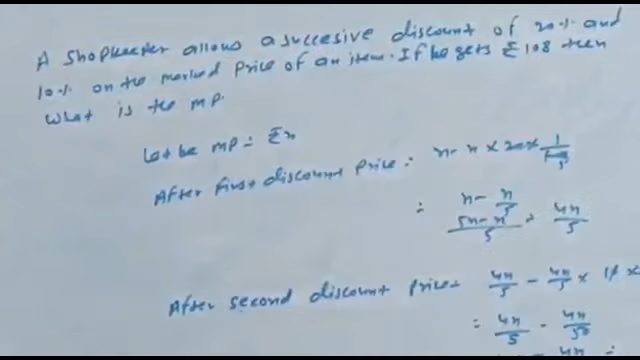 A Shopkeeper allows a succesive discount of 20% and
10% on the marked price of an item. If he gets ₹108 then
What is the MP.
Let be MP = ₹x
After first discount price = x - x × 20 × 1/100
= x - x/5
5x-x/5 = 4x/5
After second discount price = 4x/5 - 4x/5 × 10 ×
= 4x/5 - 4x/50